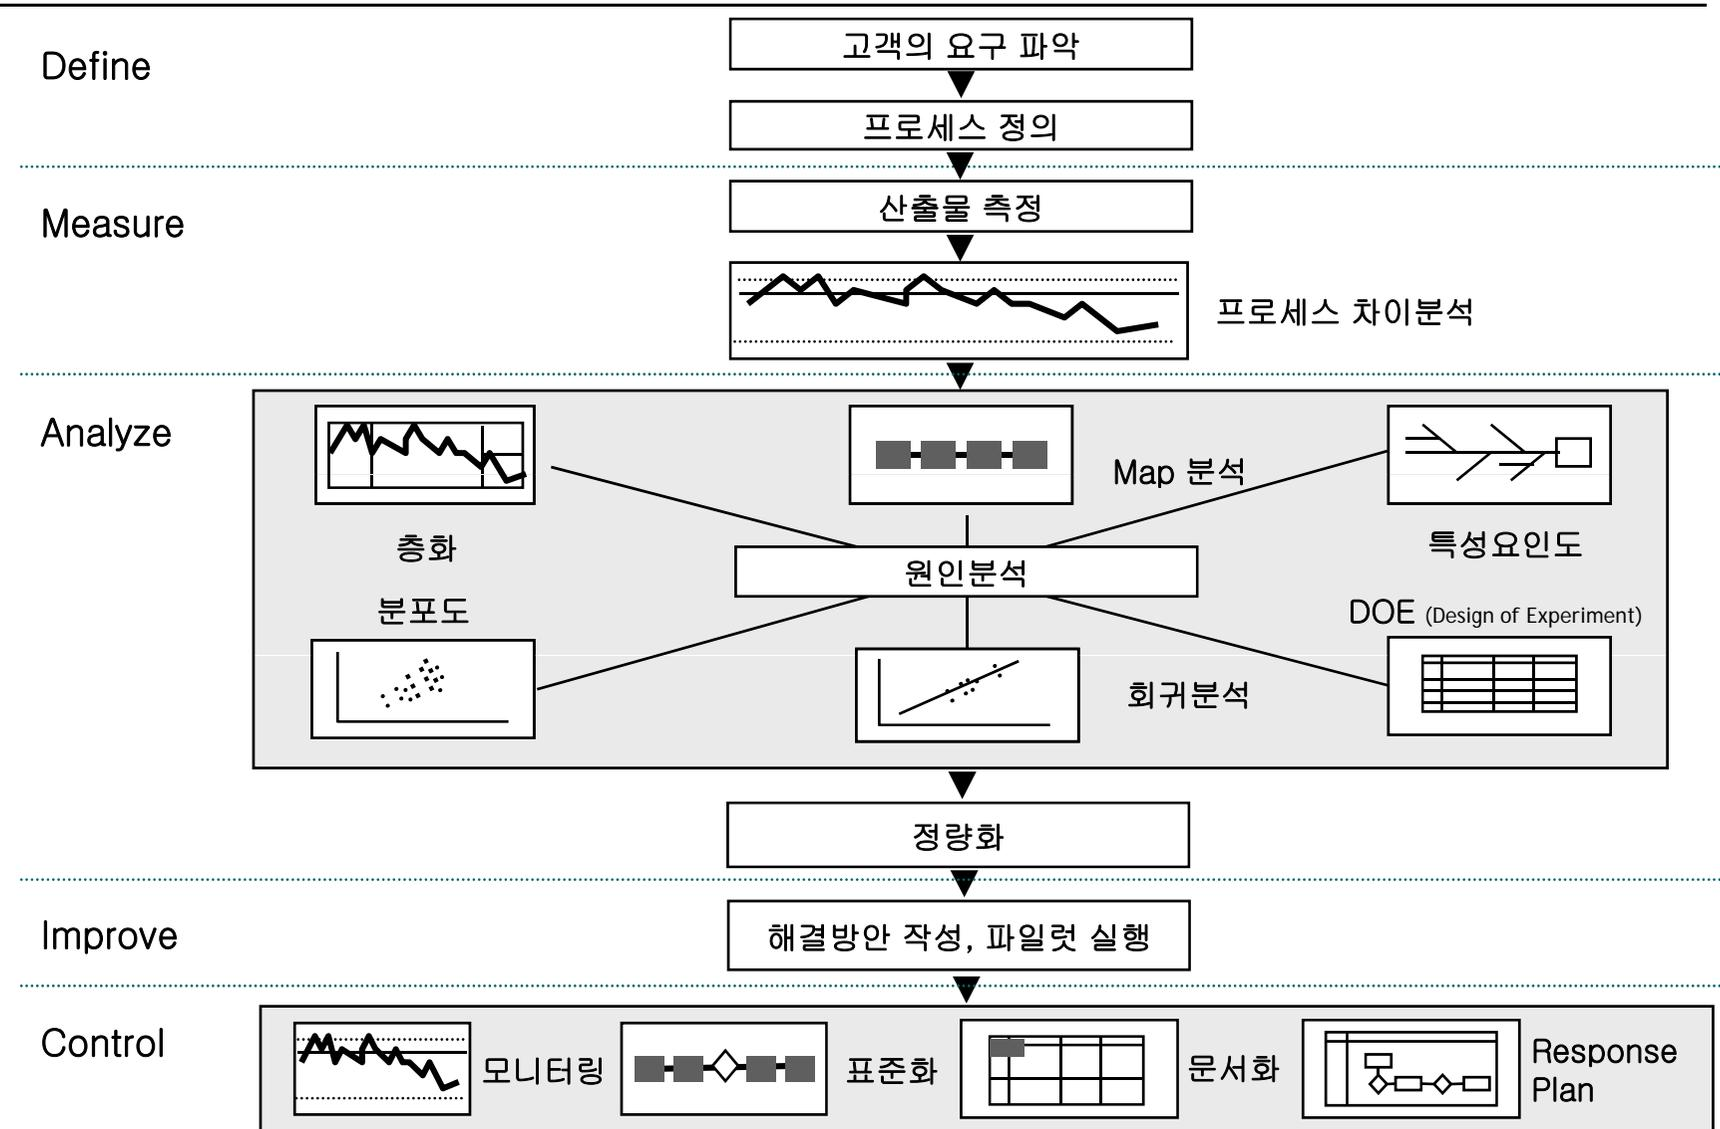 Define
고객의 요구 파악
프로세스 정의
Measure
산출물 측정
프로세스 차이분석
Analyze
Map 분석
층화
특성요인도
원인분석
분포도
DOE (Design of Experiment)
회귀분석
정량화
Improve
해결방안 작성, 파일럿 실행
Control
모니터링
표준화
문서화
Response
Plan